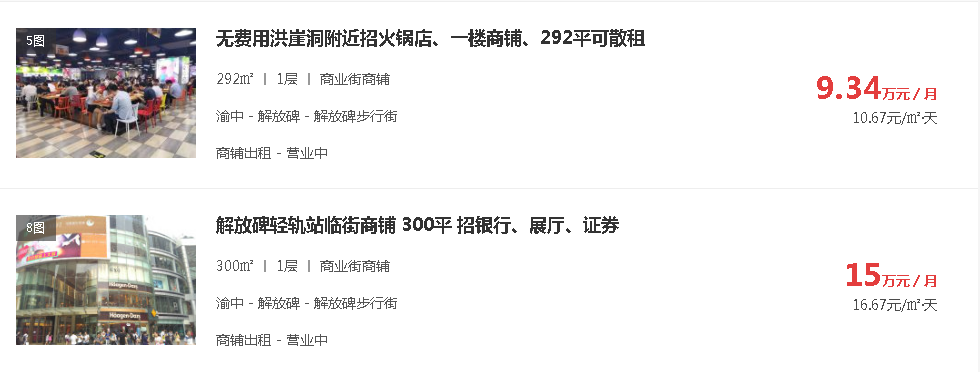 5图
无费用洪崖洞附近招火锅店、一楼商铺、292平可散租
292㎡ | 1层 | 商业街商铺
9.34万元/月
渝中 - 解放碑 - 解放碑步行街
10.67元/㎡·天
商铺出租 - 营业中
8图
解放碑轻轨站临街商铺 300平 招银行、展厅、证券
300㎡ | 1层 | 商业街商铺
15万元/月
渝中 - 解放碑 - 解放碑步行街
16.67元/㎡·天
商铺出租 - 营业中
Häagen-Dazs
Häagen-Dazs